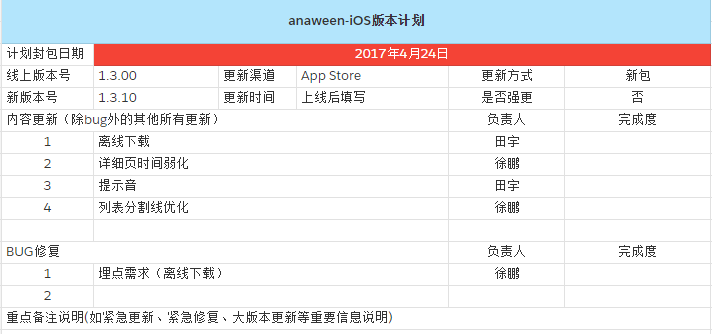 anaween-iOS版本计划
计划封包日期 2017年4月24日
线上版本号 1.3.00 更新渠道 App Store 更新方式 新包
新版本号 1.3.10 更新时间 上线后填写 是否强更 否
内容更新（除bug外的其他所有更新） 负责人 完成度
1 离线下载 田宇
2 详细页时间弱化 徐鹏
3 提示音 田宇
4 列表分割线优化 徐鹏
BUG修复 负责人 完成度
1 埋点需求（离线下载） 徐鹏
2
重点备注说明(如紧急更新、紧急修复、大版本更新等重要信息说明)